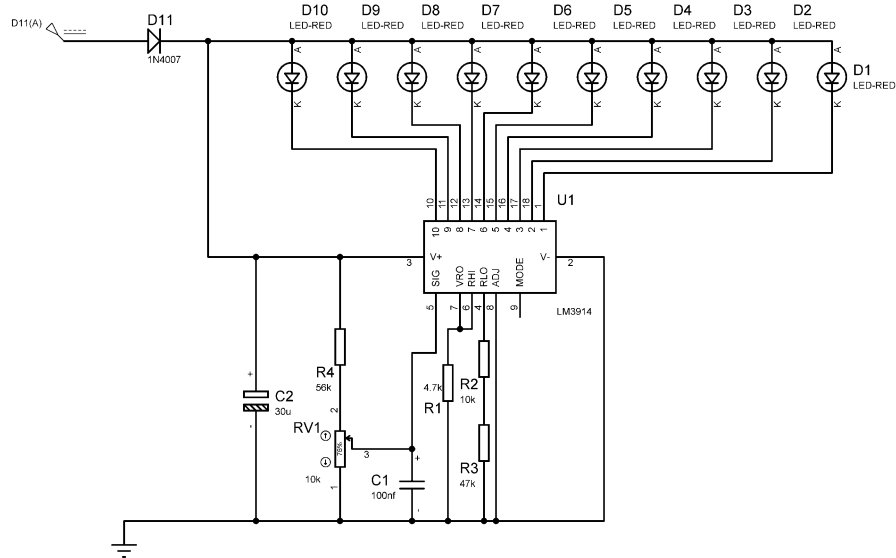 D11(A)
D11
1N4007
D10
LED-RED
D9
LED-RED
D8
LED-RED
D7
LED-RED
D6
LED-RED
D5
LED-RED
D4
LED-RED
D3
LED-RED
D2
LED-RED
D1
LED-RED
A A A A A A A A A A
K K K K K K K K K K
10 11 12 13 14 15 16 17 18 1
U1
10 9 8 7 6 5 4 3 2 1
3
V+
V-
2
SIG
VRO
RHI
RLO
ADJ
MODE
LM3914
5 7 6 4 8 9
+
C2
30u
-
R4
56k
2
RV1
76%
10k
1
3
+
C1
100nf
-
4.7k
R1
R2
10k
R3
47k